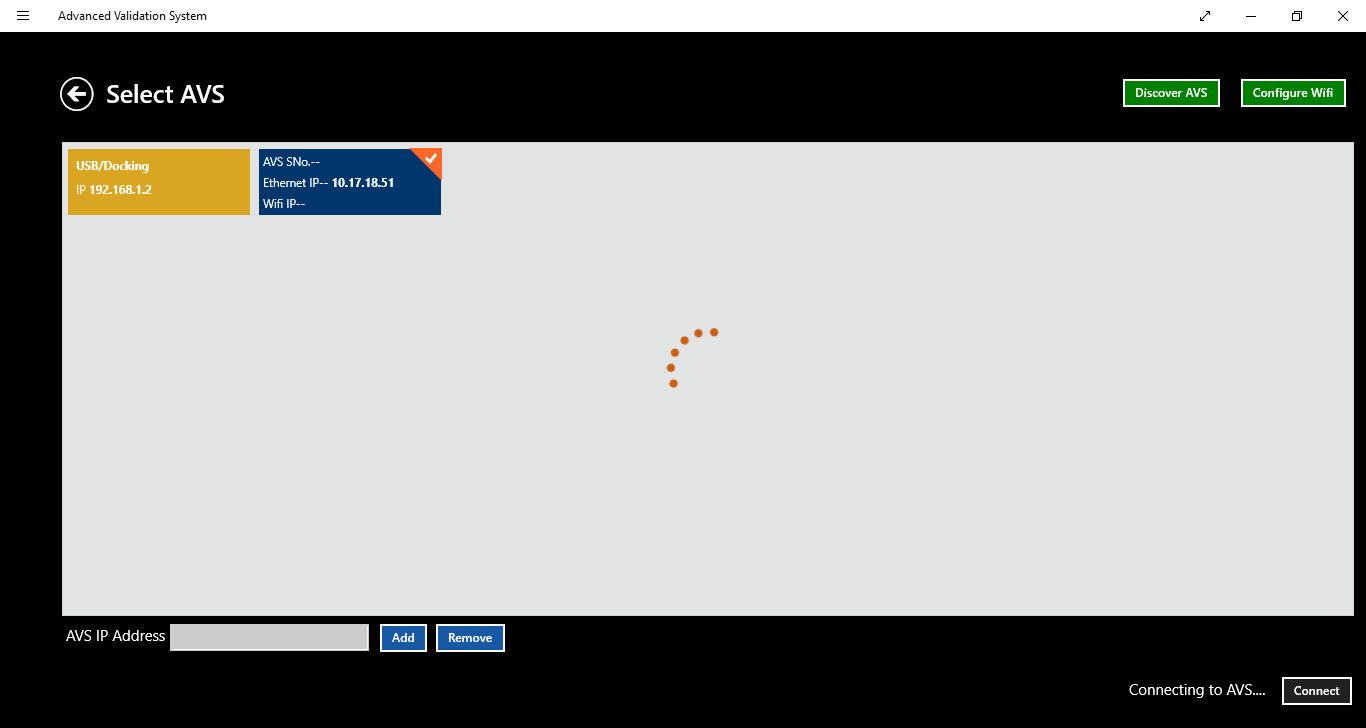 Advanced Validation System
Select AVS
Discover AVS
Configure Wifi
USB/Docking
IP 192.168.1.2
AVS SNo.--
Ethernet IP-- 10.17.18.51
Wifi IP--
AVS IP Address
Add
Remove
Connecting to AVS....
Connect